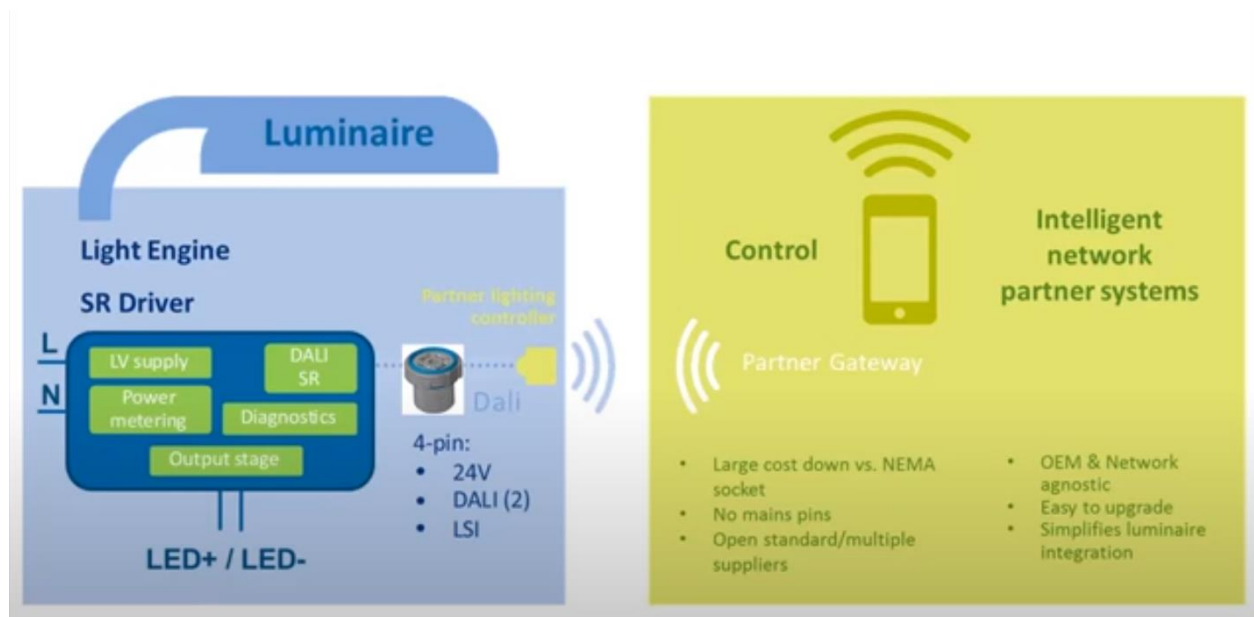 Luminaire
Light Engine
SR Driver
L
N
LV supply
DALI
SR
Power
metering
Diagnostics
Output stage
LED+ / LED-
Partner lighting
controller
Dali
4-pin:
• 24V
• DALI (2)
• LSI
Control
Intelligent
network
partner systems
Partner Gateway
• Large cost down vs. NEMA
socket
• No mains pins
• Open standard/multiple
suppliers
• OEM & Network
agnostic
• Easy to upgrade
• Simplifies luminaire
integration